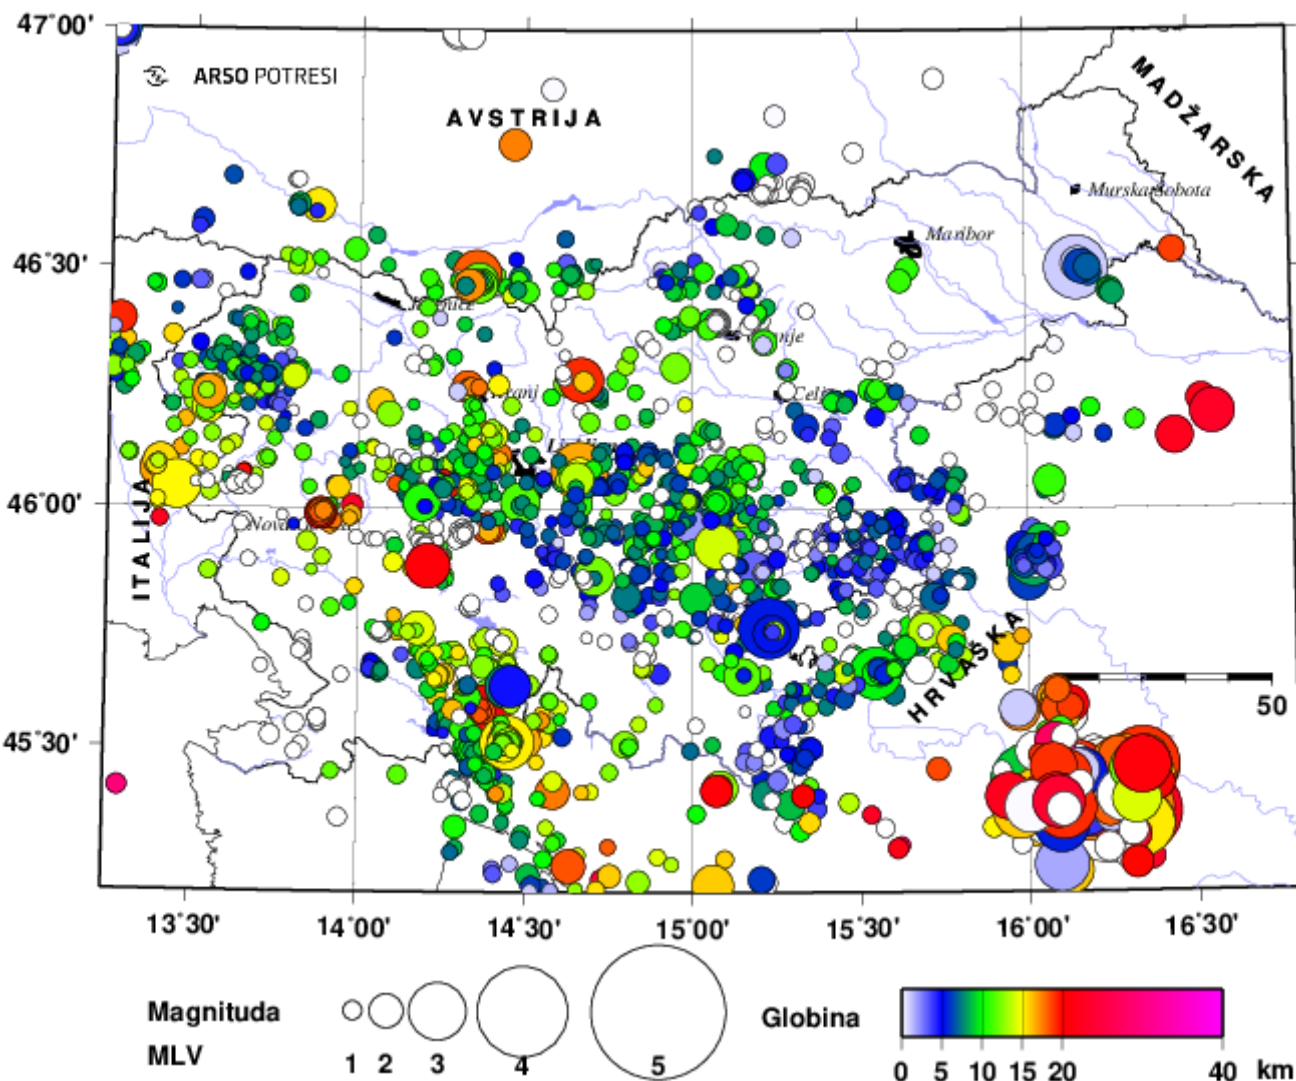 47°00'
ARSO POTRESI
AVSTRIJA
MADŽARSKA
Murska Sobota
Maribor
46°30'
Celje
46°00'
Nova
ITALIJA
HRVAŠKA
50
45°30'
13°30' 14°00' 14°30' 15°00' 15°30' 16°00' 16°30'
Magnituda
MLV
1 2 3 4 5
Globina
0 5 10 15 20 40 km